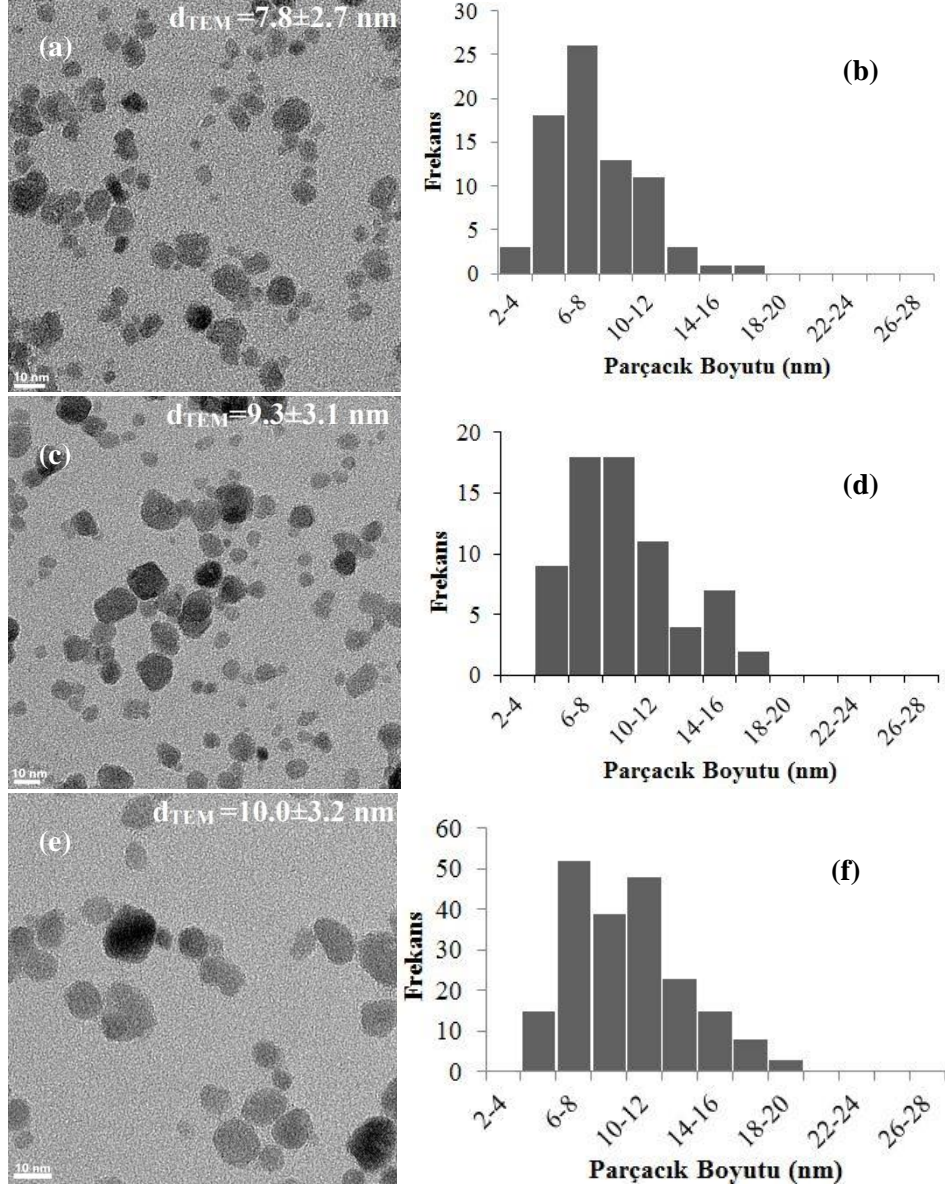 d_TEM =7.8±2.7 nm
(a)
10 nm
30
25
20
15
10
5
0
Frekans
(b)
2-4
6-8
10-12
14-16
18-20
22-24
26-28
Parçacık Boyutu (nm)
d_TEM=9.3±3.1 nm
(c)
10 nm
20
15
10
5
0
Frekans
(d)
2-4
6-8
10-12
14-16
18-20
22-24
26-28
Parçacık Boyutu (nm)
d_TEM =10.0±3.2 nm
(e)
10 nm
60
50
40
30
20
10
0
Frekans
(f)
2-4
6-8
10-12
14-16
18-20
22-24
26-28
Parçacık Boyutu (nm)